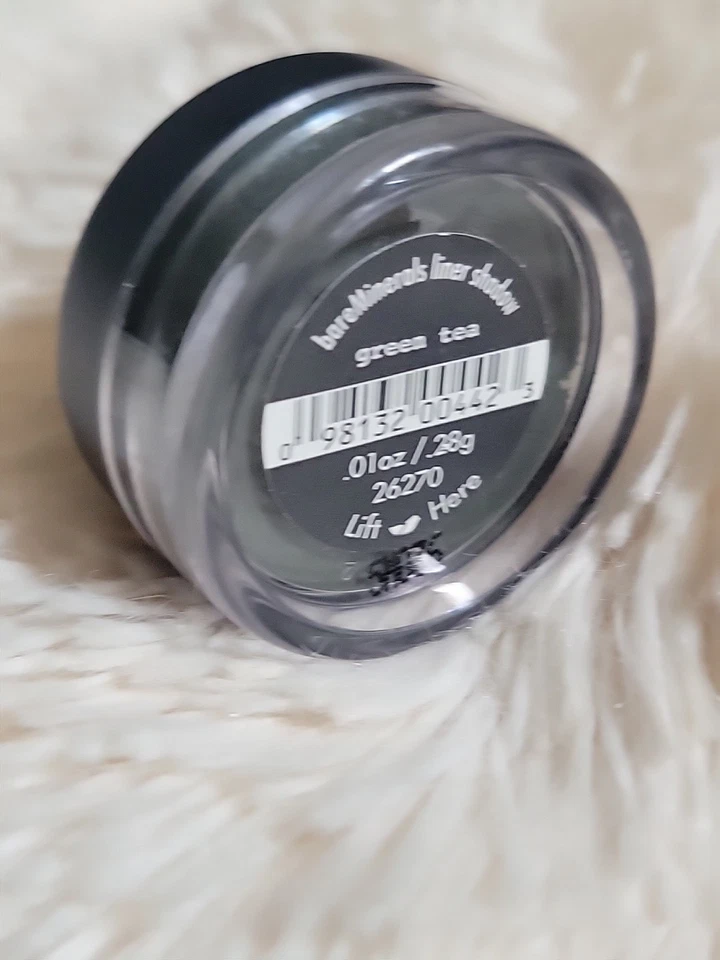 bareMinerals liner shadow
green tea
0 98132 00442 3
.01oz / .28g
26270
Lift Here